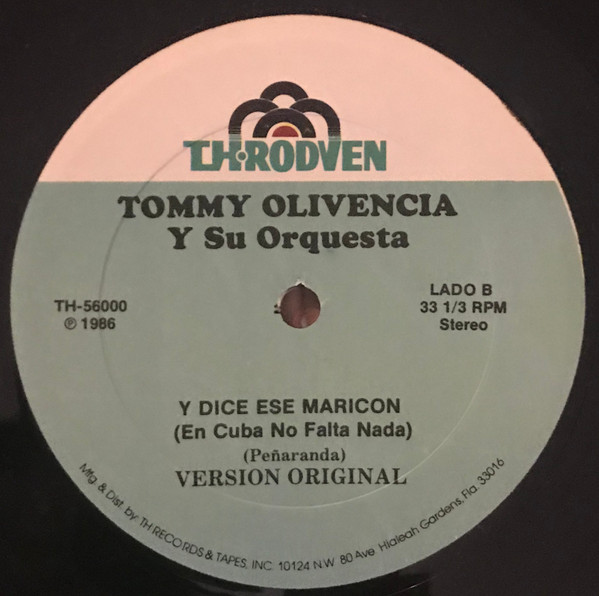 TH·RODVEN
TOMMY OLIVENCIA
Y Su Orquesta
TH-56000
℗ 1986
LADO B
33 1/3 RPM
Stereo
Y DICE ESE MARICON
(En Cuba No Falta Nada)
(Peñaranda)
VERSION ORIGINAL
Mfg. & Dist. by: TH RECORDS & TAPES, INC. 10124 N.W. 80 Ave. Hialeah Gardens, Fla. 33016